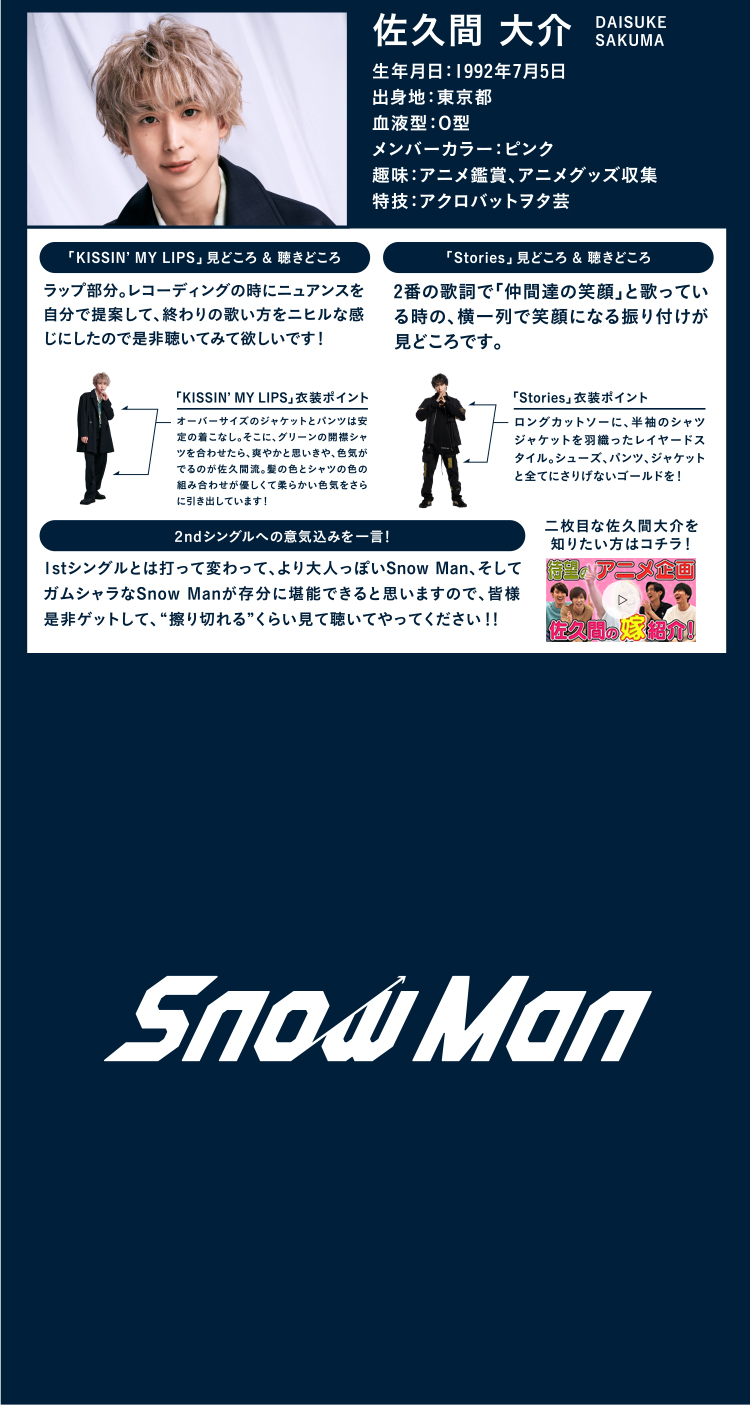 佐久間 大介
DAISUKE
SAKUMA
生年月日：1992年7月5日
出身地：東京都
血液型：O型
メンバーカラー：ピンク
趣味：アニメ鑑賞、アニメグッズ収集
特技：アクロバットヲタ芸
「KISSIN’ MY LIPS」見どころ & 聴きどころ
ラップ部分。レコーディングの時にニュアンスを
自分で提案して、終わりの歌い方をニヒルな感
じにしたので是非聴いてみて欲しいです！
「Stories」見どころ & 聴きどころ
2番の歌詞で「仲間達の笑顔」と歌ってい
る時の、横一列で笑顔になる振り付けが
見どころです。
「KISSIN’ MY LIPS」衣装ポイント
オーバーサイズのジャケットとパンツは安
定の着こなし。そこに、グリーンの開襟シャ
ツを合わせたら、爽やかと思いきや、色気が
でるのが佐久間流。髪の色とシャツの色の
組み合わせが優しくて柔らかい色気をさら
に引き出しています！
「Stories」衣装ポイント
ロングカットソーに、半袖のシャツ
ジャケットを羽織ったレイヤードス
タイル。シューズ、パンツ、ジャケット
と全てにさりげないゴールドを！
2ndシングルへの意気込みを一言！
1stシングルとは打って変わって、より大人っぽいSnow Man、そして
ガムシャラなSnow Manが存分に堪能できると思いますので、皆様
是非ゲットして、“擦り切れる”くらい見て聴いてやってください！！
二枚目な佐久間大介を
知りたい方はコチラ！
待望のアニメ企画
佐久間の嫁紹介！
Snow Man